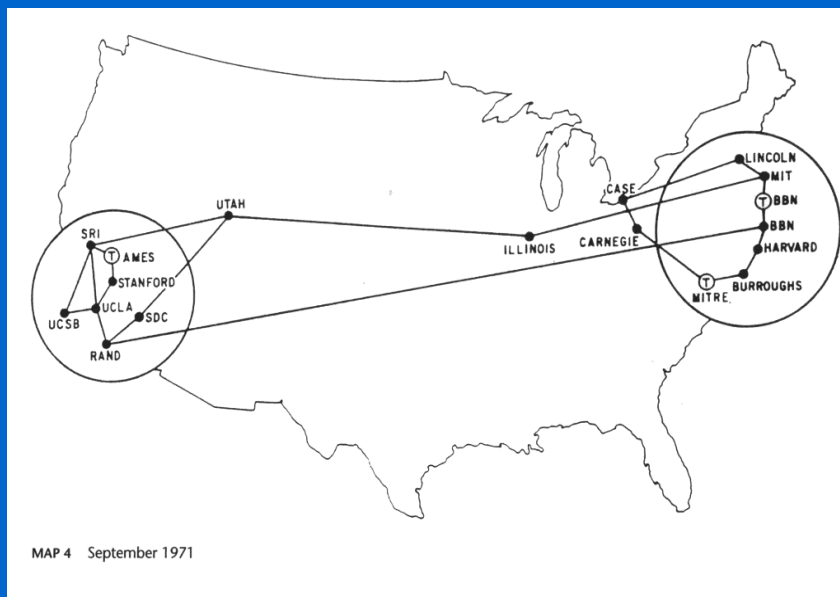 LINCOLN
MIT
CASE
T BBN
UTAH
BBN
SRI
ILLINOIS
CARNEGIE
HARVARD
T AMES
STANFORD
T
BURROUGHS
MITRE
UCLA
SDC
UCSB
RAND
MAP 4 September 1971